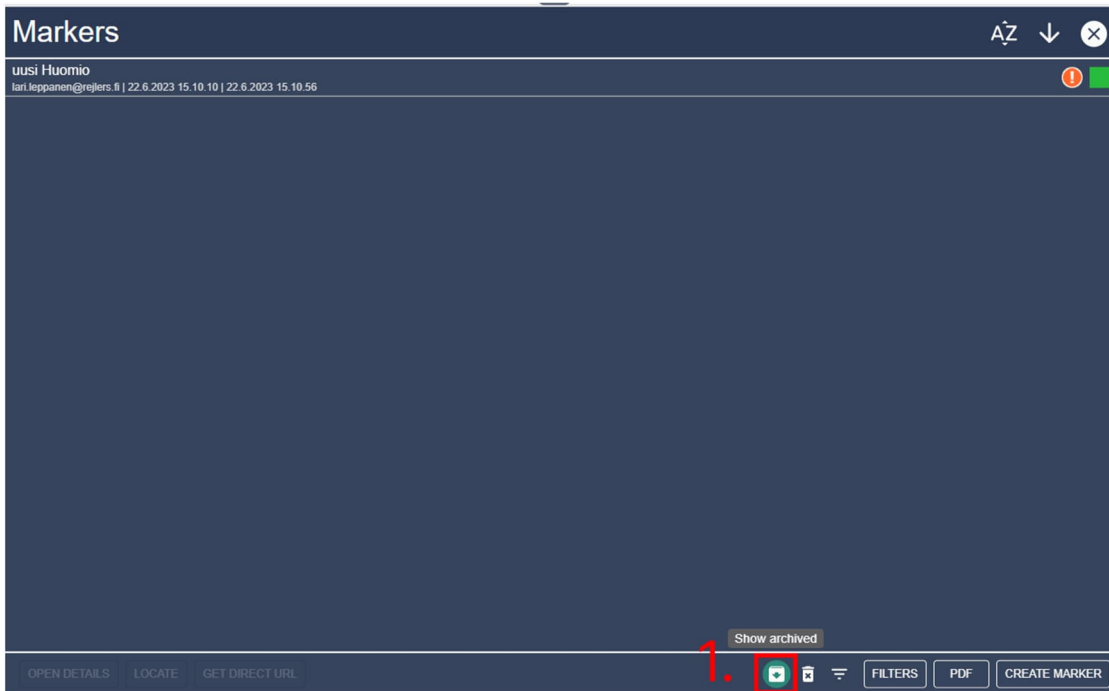 Markers
AZ
uusi Huomio
lari.leppanen@rejlers.fi | 22.6.2023 15.10.10 | 22.6.2023 15.10.56
Show archived
1.
OPEN DETAILS LOCATE GET DIRECT URL FILTERS PDF CREATE MARKER